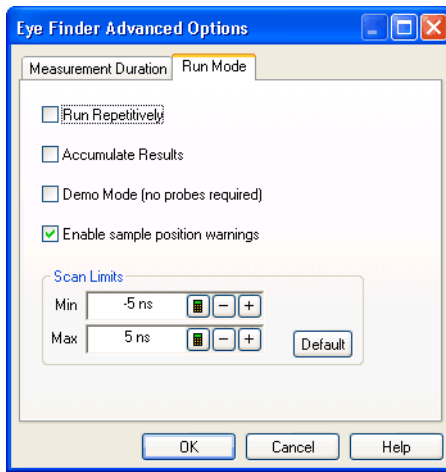 Eye Finder Advanced Options
Measurement Duration Run Mode
Run Repetitively
Accumulate Results
Demo Mode (no probes required)
Enable sample position warnings
Scan Limits
Min -5 ns - +
Max 5 ns - + Default
OK Cancel Help